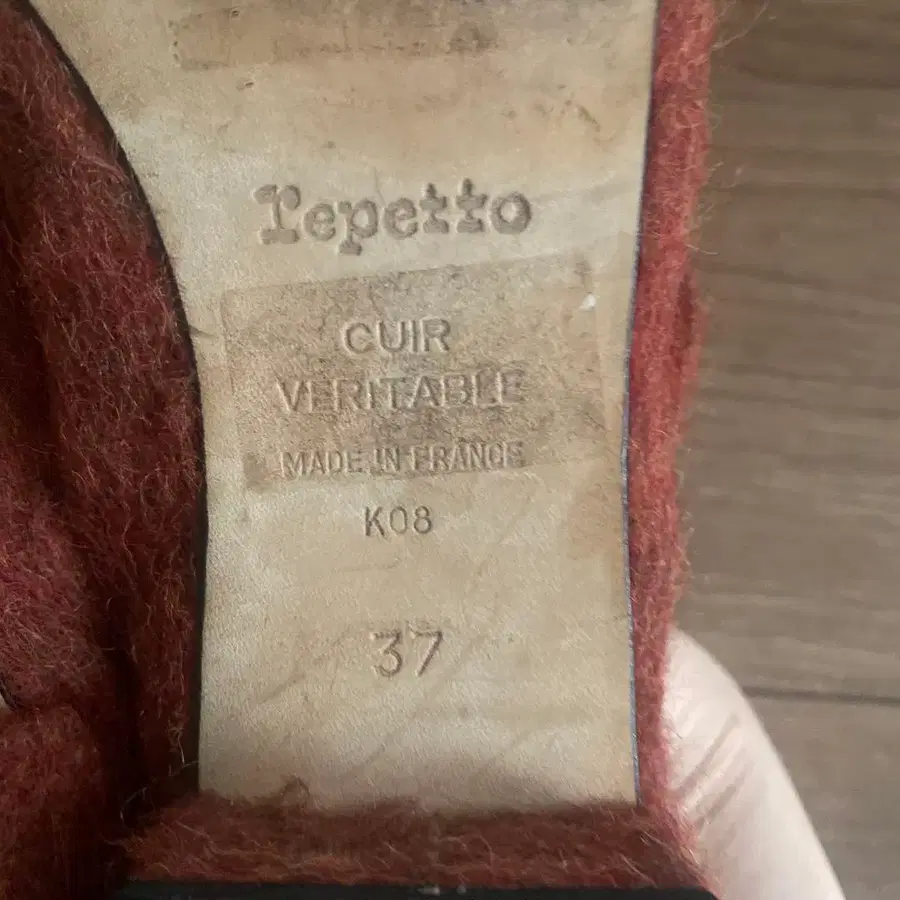 repetto
CUIR
VERITABLE
MADE IN FRANCE
K08
37